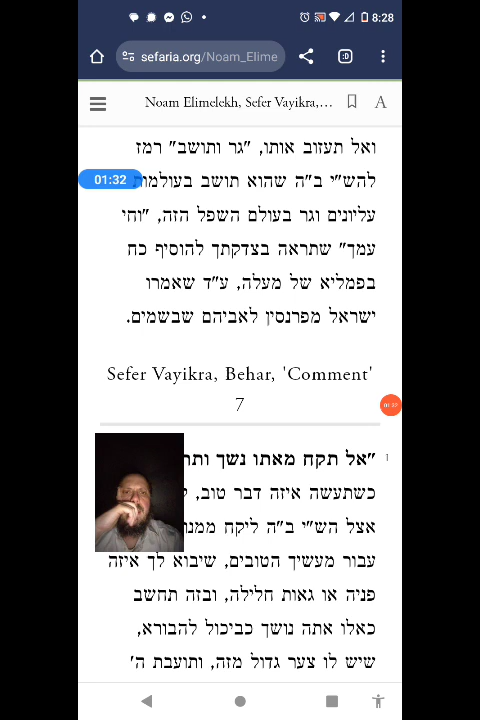 8:28
sefaria.org/Noam_Elime
Noam Elimelekh, Sefer Vayikra,...
A
ואל תעזוב אותו, "גר ותושב" רמז
01:32
להש"י ב"ה שהוא תושב בעולמות
עליונים וגר בעולם השפל הזה, "וחי
עמך" שתראה בצדקתך להוסיף כח
בפמליא של מעלה, ע"ד שאמרו
ישראל מפרנסין לאביהם שבשמים.
Sefer Vayikra, Behar, 'Comment'
7
1
"אל תקח מאתו נשך
כשתעשה איזה דבר טוב,
אצל הש"י ב"ה ליקח
עבור מעשיך הטובים, שיבוא לך איזה
פניה או גאות חלילה, ובזה תחשב
כאלו אתה נושך כביכול להבורא,
שיש לו צער גדול מזה, ותועבת ה'